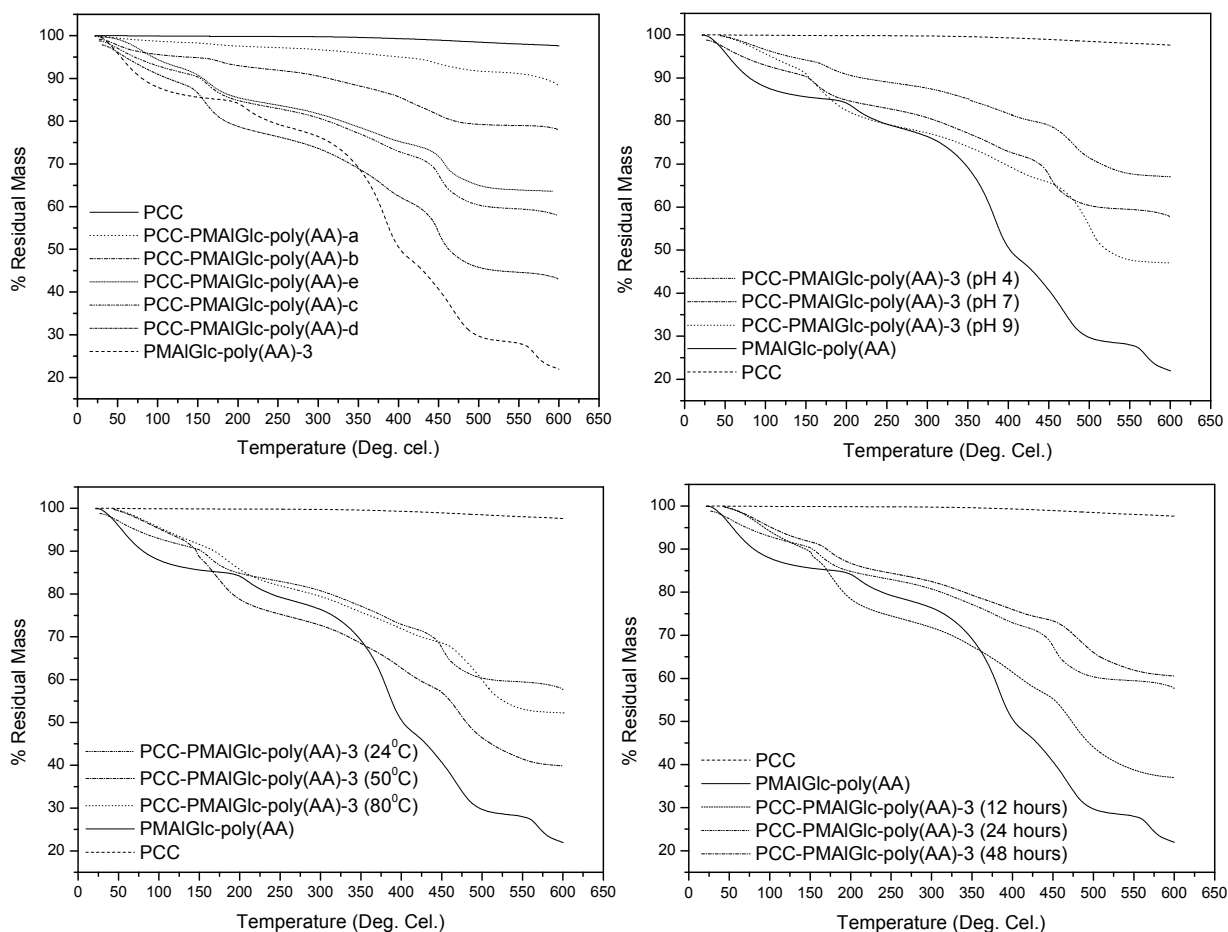 100
90
80
70
60
50
40
30
20
% Residual Mass
PCC
PCC-PMAlGlc-poly(AA)-a
PCC-PMAlGlc-poly(AA)-b
PCC-PMAlGlc-poly(AA)-e
PCC-PMAlGlc-poly(AA)-c
PCC-PMAlGlc-poly(AA)-d
PMAlGlc-poly(AA)-3
0 50 100 150 200 250 300 350 400 450 500 550 600 650
Temperature (Deg. cel.)
100
90
80
70
60
50
40
30
20
% Residual Mass
PCC-PMAlGlc-poly(AA)-3 (pH 4)
PCC-PMAlGlc-poly(AA)-3 (pH 7)
PCC-PMAlGlc-poly(AA)-3 (pH 9)
PMAlGlc-poly(AA)
PCC
0 50 100 150 200 250 300 350 400 450 500 550 600 650
Temperature (Deg. Cel.)
100
90
80
70
60
50
40
30
20
% Residual Mass
PCC-PMAlGlc-poly(AA)-3 (24⁰C)
PCC-PMAlGlc-poly(AA)-3 (50⁰C)
PCC-PMAlGlc-poly(AA)-3 (80⁰C)
PMAlGlc-poly(AA)
PCC
0 50 100 150 200 250 300 350 400 450 500 550 600 650
Temperature (Deg. Cel.)
100
90
80
70
60
50
40
30
20
% Residual Mass
PCC
PMAlGlc-poly(AA)
PCC-PMAlGlc-poly(AA)-3 (12 hours)
PCC-PMAlGlc-poly(AA)-3 (24 hours)
PCC-PMAlGlc-poly(AA)-3 (48 hours)
0 50 100 150 200 250 300 350 400 450 500 550 600 650
Temperature (Deg. Cel.)